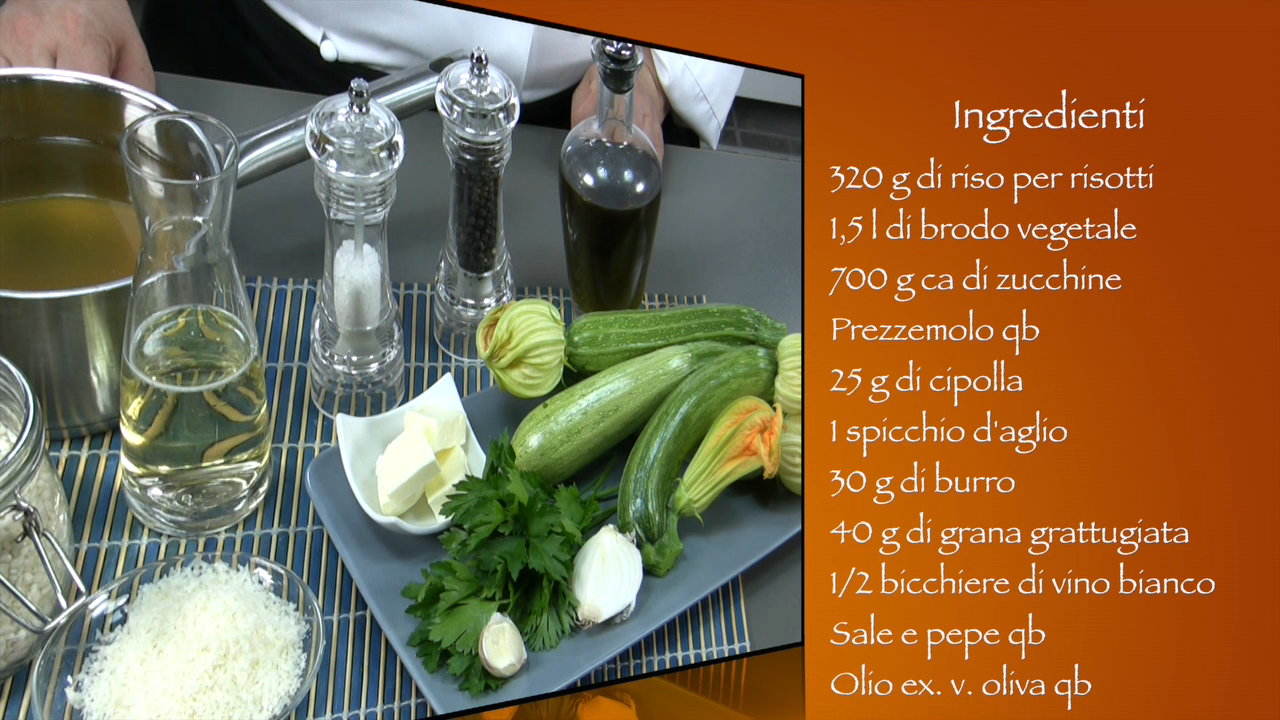 Ingredienti
320 g di riso per risotti
1,5 l di brodo vegetale
700 g ca di zucchine
Prezzemolo qb
25 g di cipolla
1 spicchio d'aglio
30 g di burro
40 g di grana grattugiata
1/2 bicchiere di vino bianco
Sale e pepe qb
Olio ex. v. oliva qb